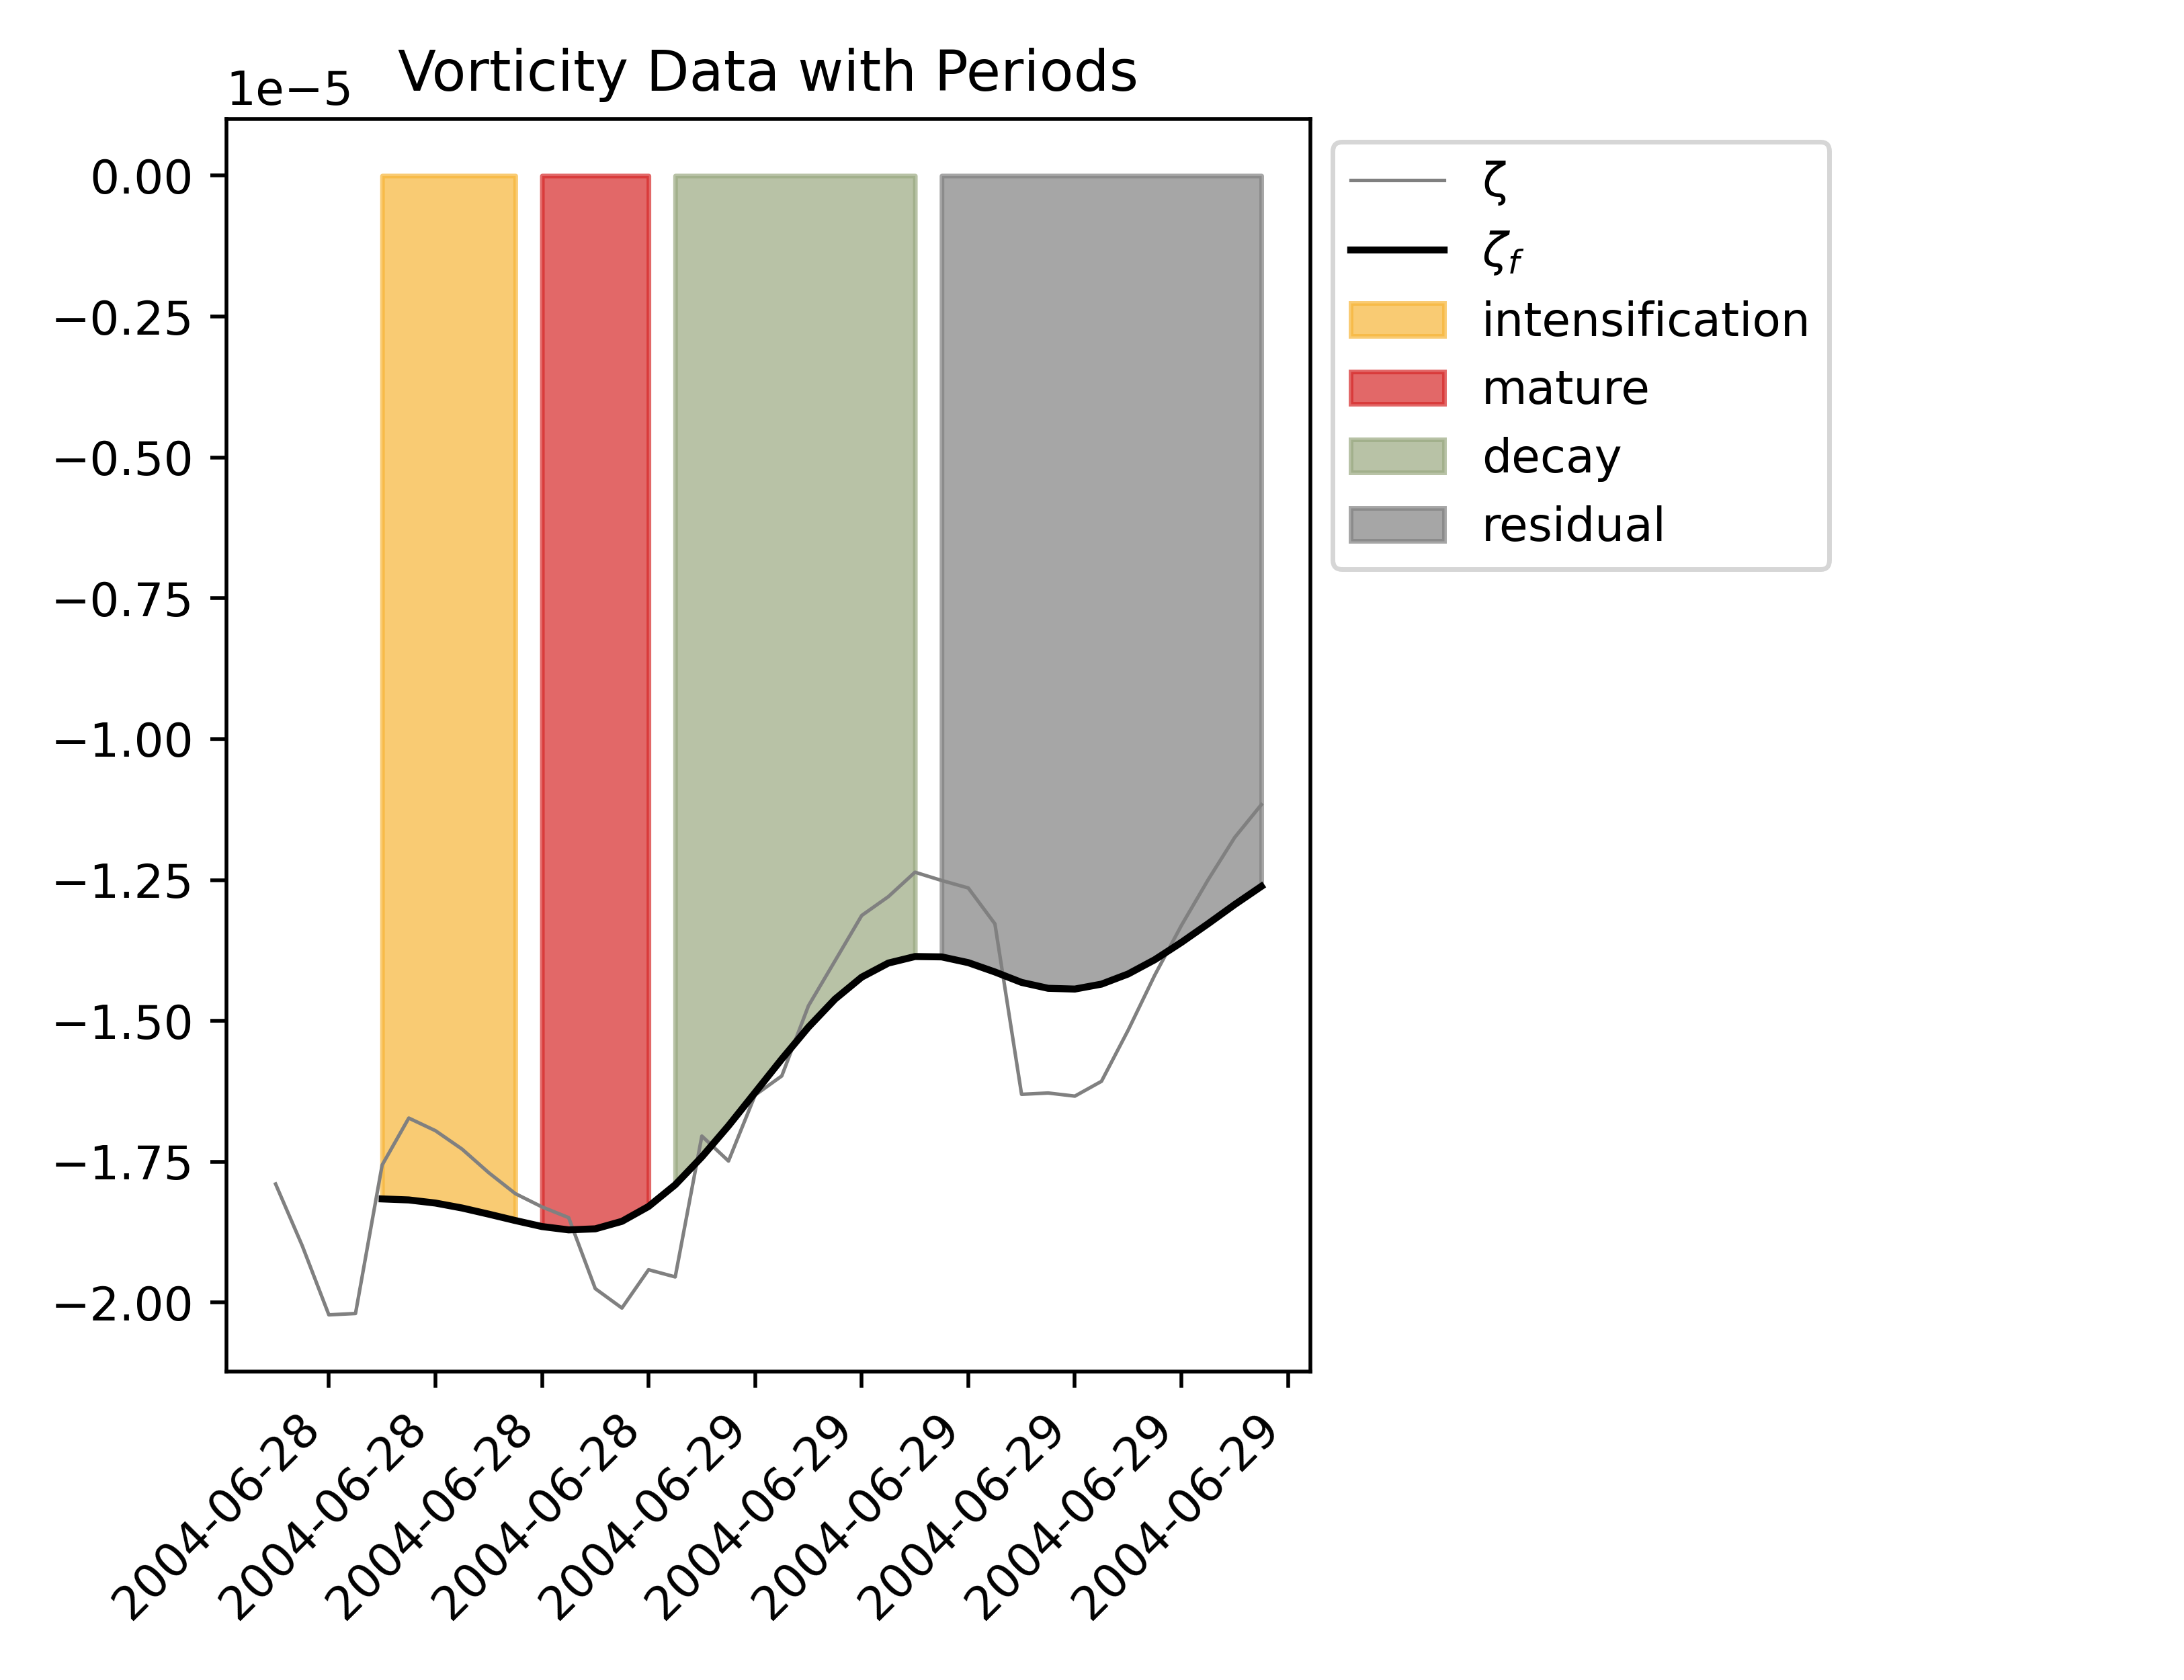 Vorticity Data with Periods
1e−5
0.00
−0.25
−0.50
−0.75
−1.00
−1.25
−1.50
−1.75
−2.00
2004-06-28
2004-06-28
2004-06-28
2004-06-28
2004-06-29
2004-06-29
2004-06-29
2004-06-29
2004-06-29
2004-06-29
ζ
ζf
intensification
mature
decay
residual